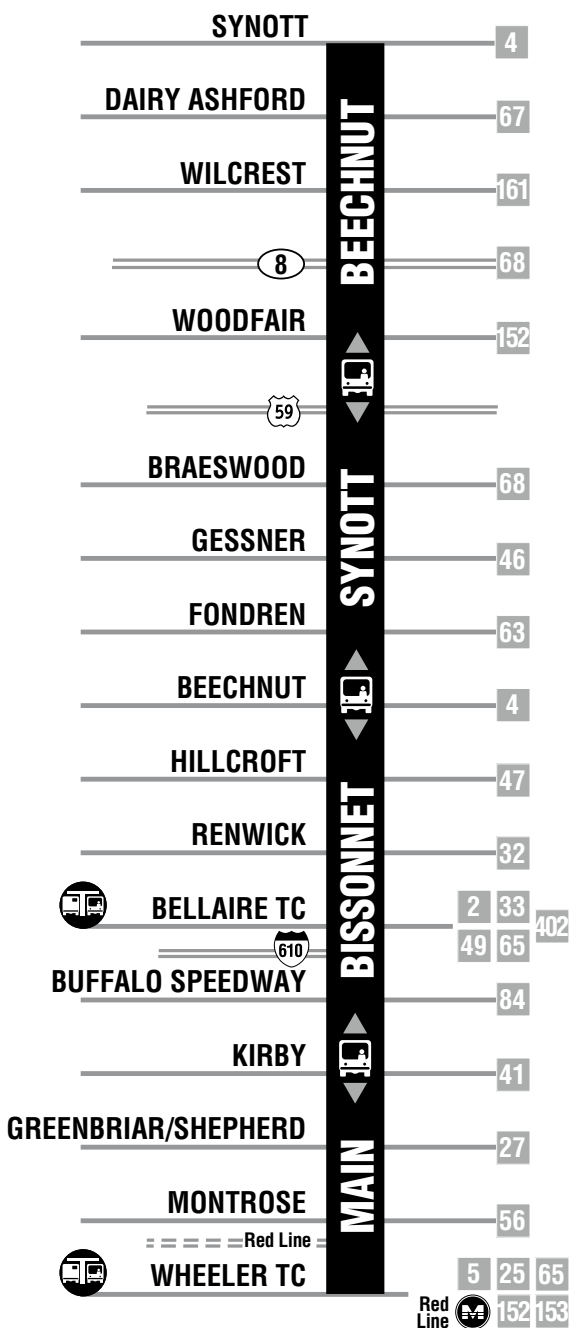 SYNOTT 4
DAIRY ASHFORD 67
WILCREST 161
8 68
WOODFAIR 152
BEECHNUT
59
BRAESWOOD 68
GESSNER 46
SYNOTT
FONDREN 63
BEECHNUT 4
HILLCROFT 47
RENWICK 32
BELLAIRE TC 2 33 402
49 65
610
BISSONNET
BUFFALO SPEEDWAY 84
KIRBY 41
GREENBRIAR/SHEPHERD 27
MONTROSE 56
MAIN
Red Line
WHEELER TC 5 25 65
Red Line M 152 153